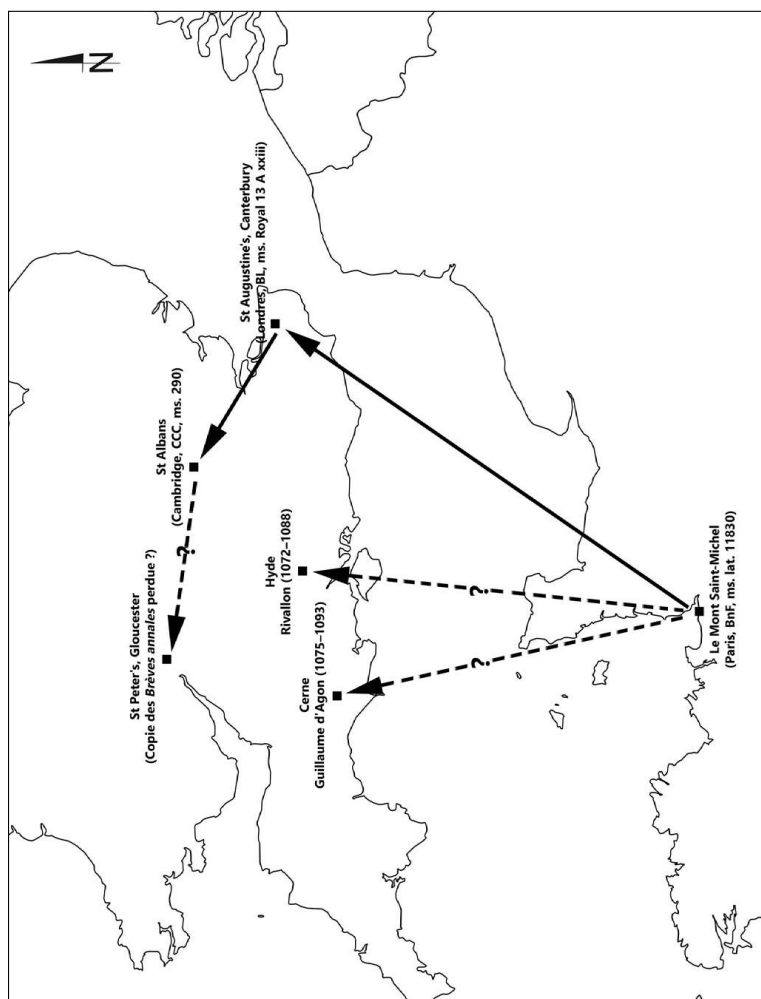 N
St Peter's, Gloucester
(Copie des Brèves annales perdue ?)
?
St Albans
(Cambridge, CCC, ms. 290)
St Augustine's, Canterbury
(Londres, BL, ms. Royal 13 A xxiii)
Cerne
Guillaume d'Agon (1075–1093)
Hyde
Rivallon (1072–1088)
?
?
Le Mont Saint-Michel
(Paris, BnF, ms. lat. 11830)